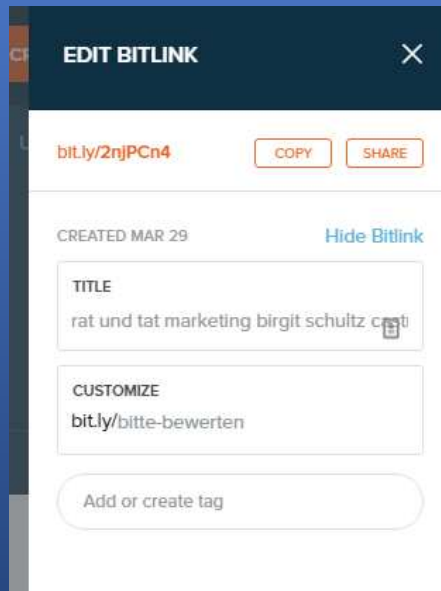 EDIT BITLINK
bit.ly/2njPCn4 COPY SHARE
CREATED MAR 29 Hide Bitlink
TITLE
rat und tat marketing birgit schultz
CUSTOMIZE
bit.ly/bitte-bewerten
Add or create tag